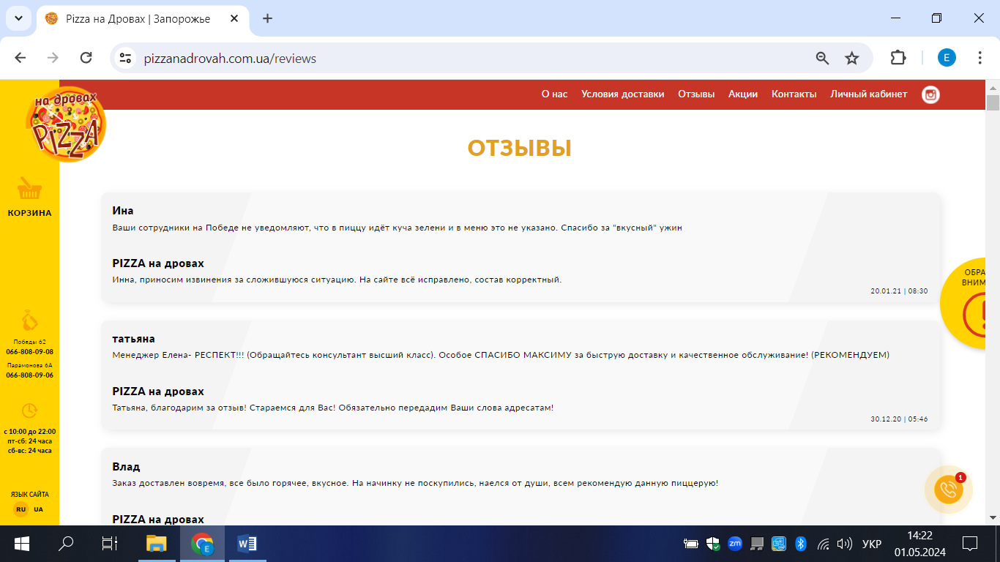 Pizza на Дровах | Запорожье
pizzanadrovah.com.ua/reviews
E
на дровах
PIZZA
О нас Условия доставки Отзывы Акции Контакты Личный кабинет
ОТЗЫВЫ
КОРЗИНА
Ина
Ваши сотрудники на Победе не уведомляют, что в пиццу идёт куча зелени и в меню это не указано. Спасибо за "вкусный" ужин
PIZZA на дровах
Инна, приносим извинения за сложившуюся ситуацию. На сайте всё исправлено, состав корректный.
20.01.21 | 08:30
ОБРА
ВНИМ
татьяна
Менеджер Елена- РЕСПЕКТ!!! (Обращайтесь консультант высший класс). Особое СПАСИБО МАКСИМУ за быструю доставку и качественное обслуживание! (РЕКОМЕНДУЕМ)
PIZZA на дровах
Татьяна, благодарим за отзыв! Стараемся для Вас! Обязательно передадим Ваши слова адресатам!
30.12.20 | 05:46
Победы 62
066-808-09-08
Парамонова 6А
066-808-09-06
с 10:00 до 22:00
пт-сб: 24 часа
сб-вс: 24 часа
Влад
Заказ доставлен вовремя, все было горячее, вкусное. На начинку не поскупились, наелся от души, всем рекомендую данную пиццерую!
PIZZA на дровах
1
ЯЗЫК САЙТА
RU UA
E
W
zm
УКР
14:22
01.05.2024